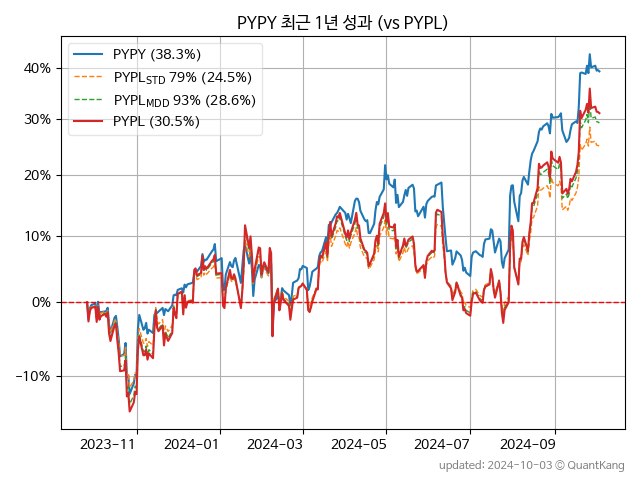 PYPY 최근 1년 성과 (vs PYPL)
PYPY (38.3%)
PYPL_STD 79% (24.5%)
PYPL_MDD 93% (28.6%)
PYPL (30.5%)
40%
30%
20%
10%
0%
−10%
2023-11 2024-01 2024-03 2024-05 2024-07 2024-09
updated: 2024-10-03 © QuantKang